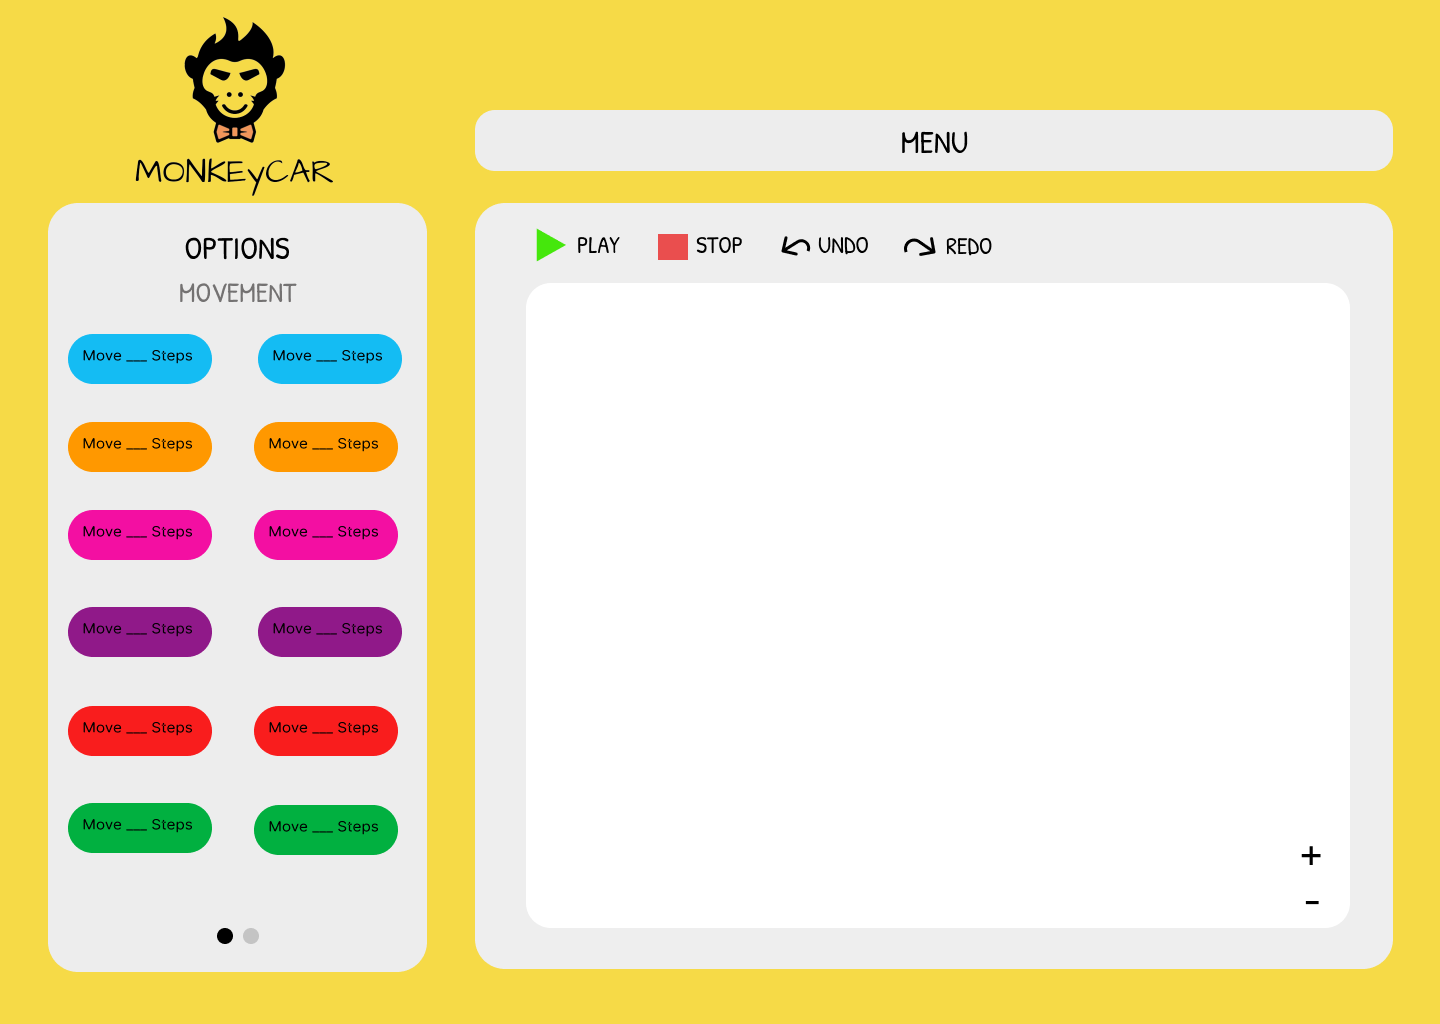 MONKEyCAR
MENU
OPTIONS
MOVEMENT
Move ___ Steps
Move ___ Steps
Move ___ Steps
Move ___ Steps
Move ___ Steps
Move ___ Steps
Move ___ Steps
Move ___ Steps
Move ___ Steps
Move ___ Steps
Move ___ Steps
Move ___ Steps
PLAY
STOP
UNDO
REDO
+
-